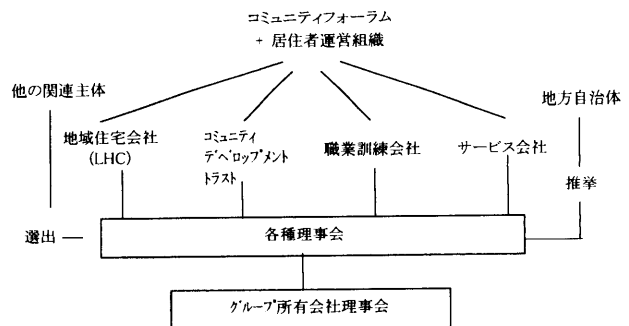 コミュニティフォーラム
+ 居住者運営組織
他の関連主体
地方自治体
地域住宅会社
(LHC)
コミュニティ
デベロップメント
トラスト
職業訓練会社
サービス会社
推挙
選出
各種理事会
グループ所有会社理事会